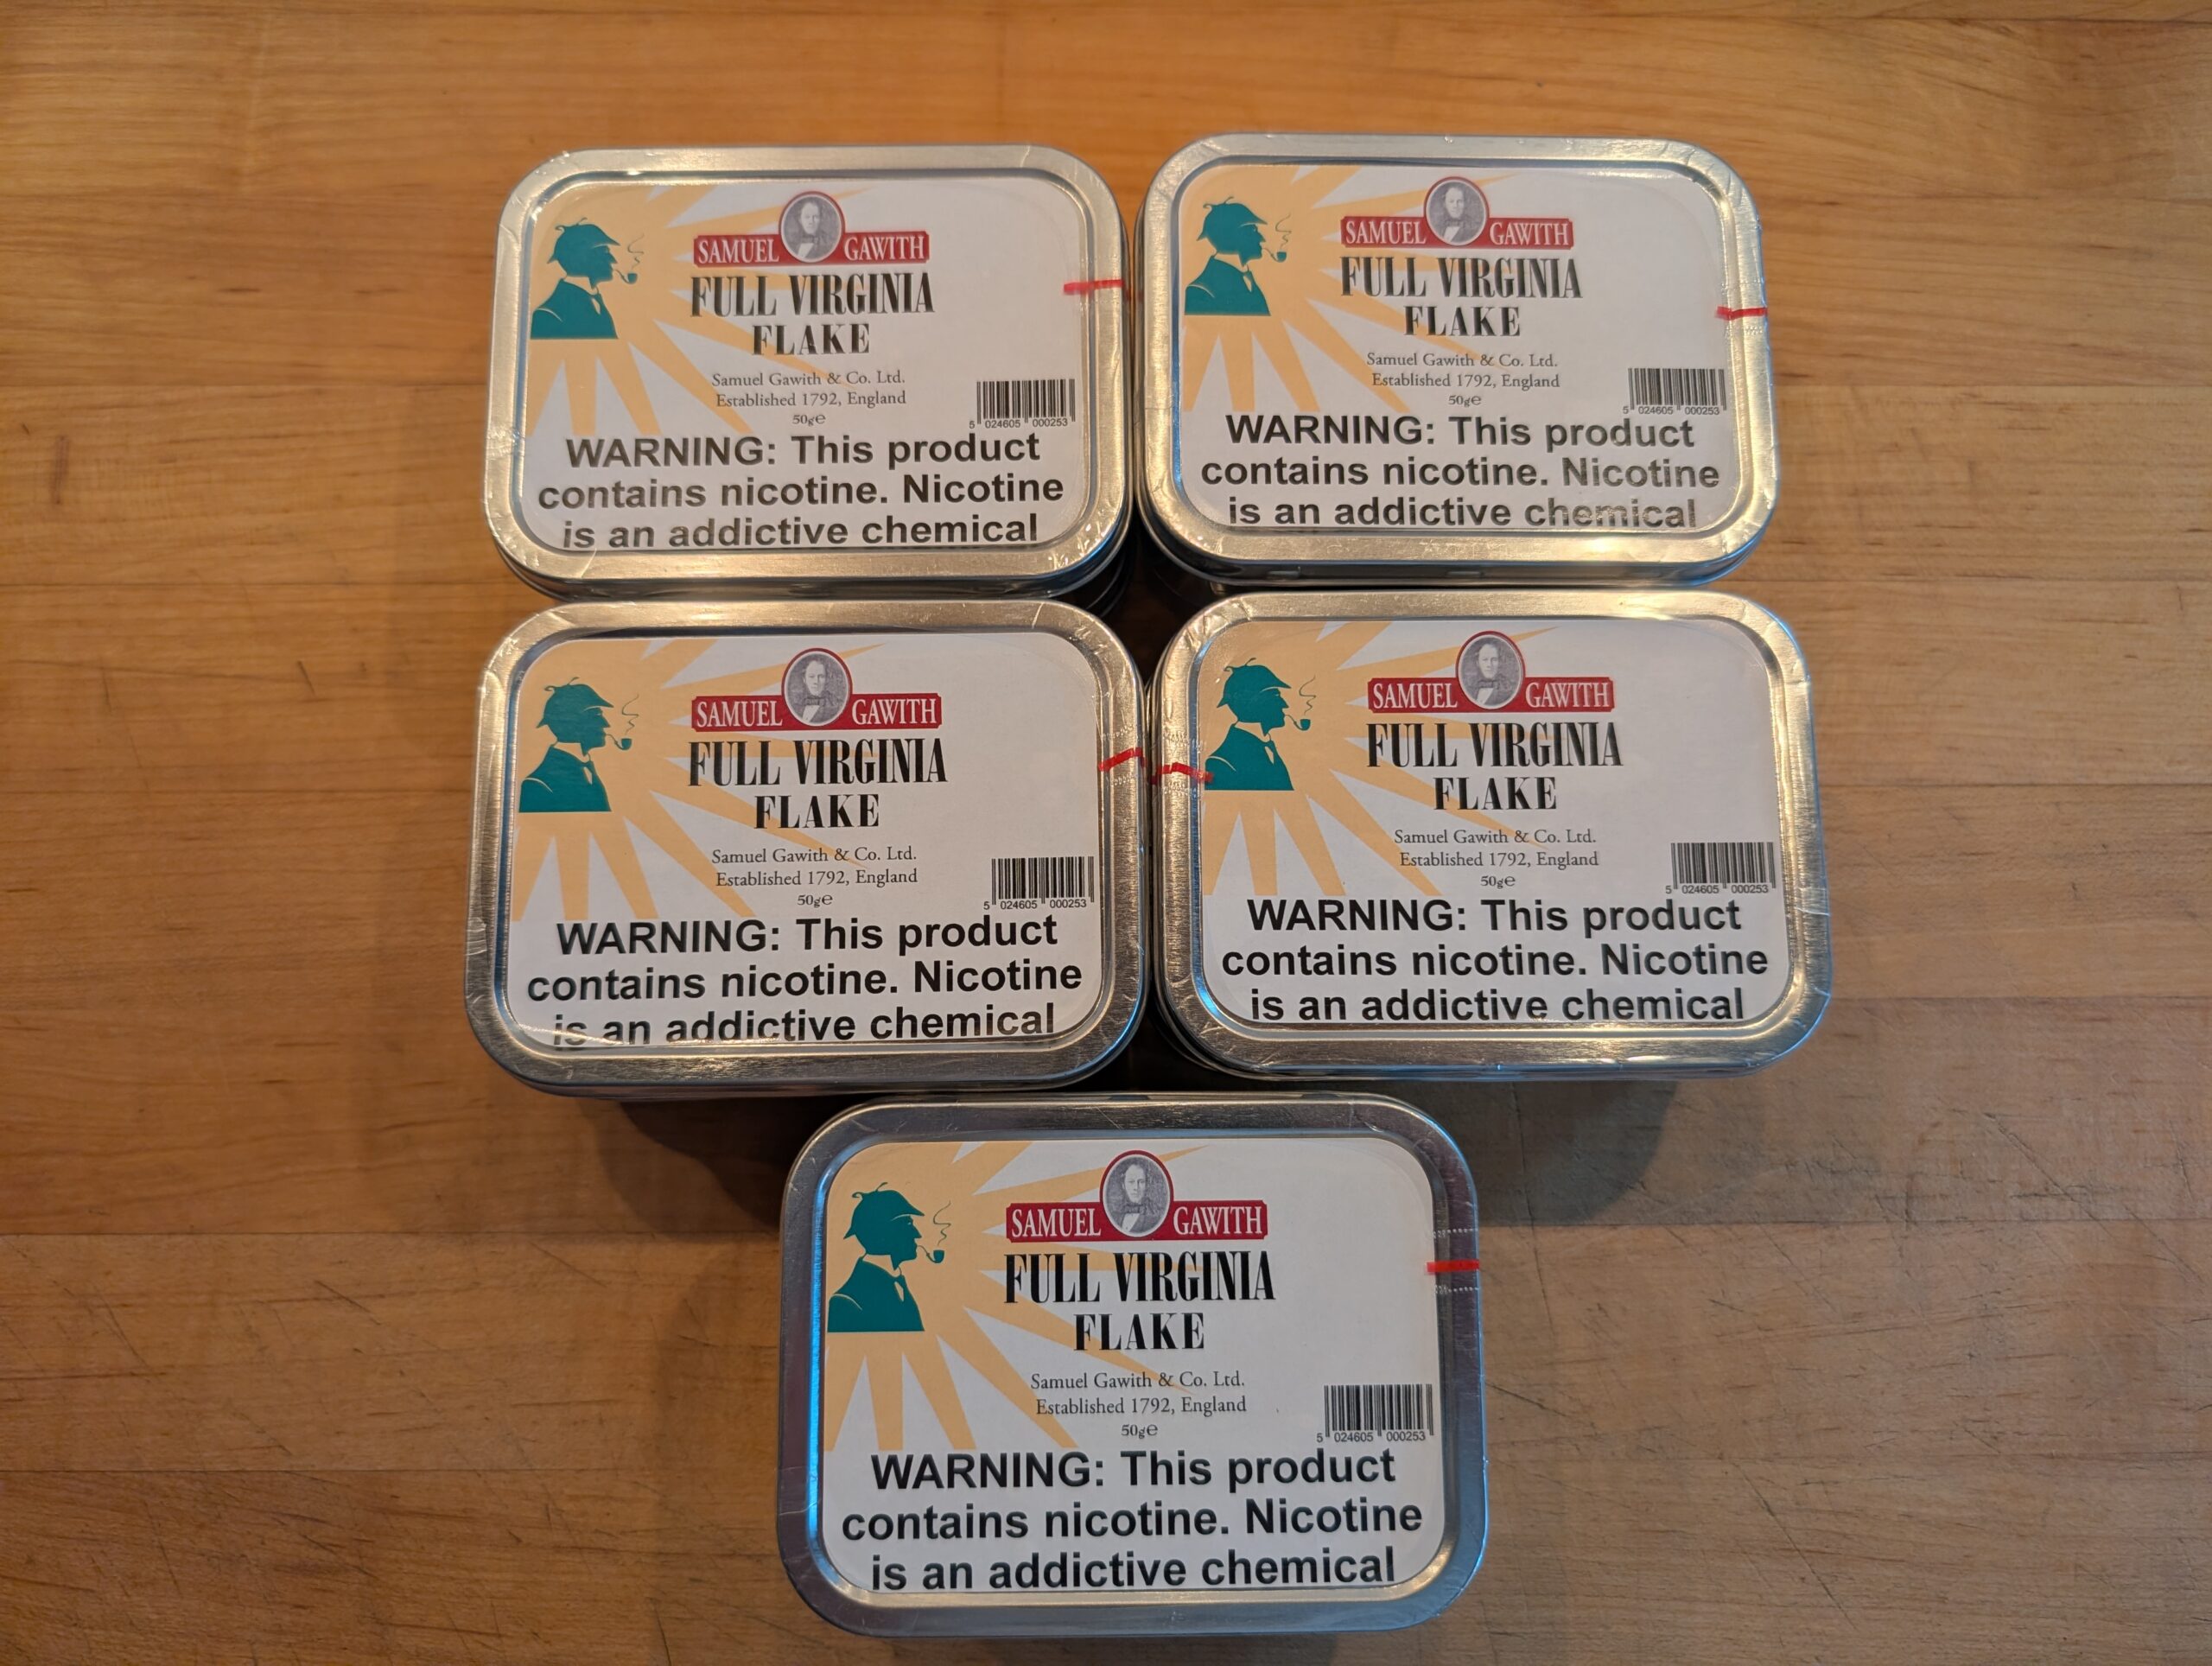 SAMUEL GAWITH
FULL VIRGINIA
FLAKE
Samuel Gawith & Co. Ltd.
Established 1792, England
50g℮
5 024605 000253
WARNING: This product
contains nicotine. Nicotine
is an addictive chemical
SAMUEL GAWITH
FULL VIRGINIA
FLAKE
Samuel Gawith & Co. Ltd.
Established 1792, England
50g℮
5 024605 000253
WARNING: This product
contains nicotine. Nicotine
is an addictive chemical
SAMUEL GAWITH
FULL VIRGINIA
FLAKE
Samuel Gawith & Co. Ltd.
Established 1792, England
50g℮
5 024605 000253
WARNING: This product
contains nicotine. Nicotine
is an addictive chemical
SAMUEL GAWITH
FULL VIRGINIA
FLAKE
Samuel Gawith & Co. Ltd.
Established 1792, England
50g℮
5 024605 000253
WARNING: This product
contains nicotine. Nicotine
is an addictive chemical
SAMUEL GAWITH
FULL VIRGINIA
FLAKE
Samuel Gawith & Co. Ltd.
Established 1792, England
50g℮
5 024605 000253
WARNING: This product
contains nicotine. Nicotine
is an addictive chemical